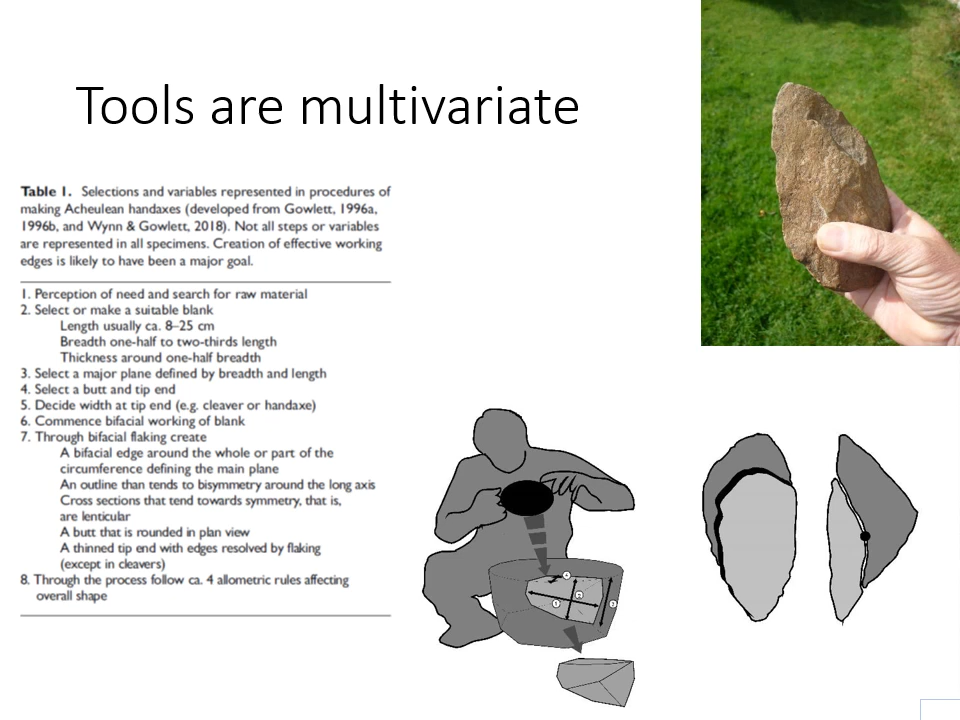 Tools are multivariate
Table 1. Selections and variables represented in procedures of
making Acheulean handaxes (developed from Gowlett, 1996a,
1996b, and Wynn & Gowlett, 2018). Not all steps or variables
are represented in all specimens. Creation of effective working
edges is likely to have been a major goal.
1. Perception of need and search for raw material
2. Select or make a suitable blank
Length usually ca. 8–25 cm
Breadth one-half to two-thirds length
Thickness around one-half breadth
3. Select a major plane defined by breadth and length
4. Select a butt and tip end
5. Decide width at tip end (e.g. cleaver or handaxe)
6. Commence bifacial working of blank
7. Through bifacial flaking create
A bifacial edge around the whole or part of the
circumference defining the main plane
An outline than tends to bisymmetry around the long axis
Cross sections that tend towards symmetry, that is,
are lenticular
A butt that is rounded in plan view
A thinned tip end with edges resolved by flaking
(except in cleavers)
8. Through the process follow ca. 4 allometric rules affecting
overall shape